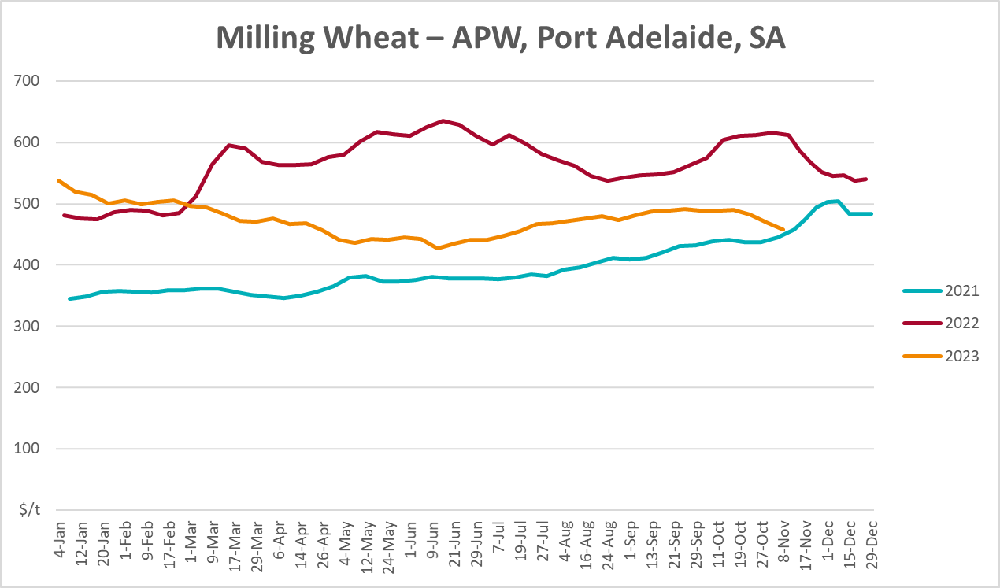 Milling Wheat – APW, Port Adelaide, SA
700
600
500
400
300
200
100
$/t
4-Jan
12-Jan
20-Jan
1-Feb
9-Feb
17-Feb
1-Mar
9-Mar
17-Mar
29-Mar
6-Apr
14-Apr
26-Apr
4-May
12-May
24-May
1-Jun
9-Jun
21-Jun
29-Jun
7-Jul
19-Jul
27-Jul
4-Aug
16-Aug
24-Aug
1-Sep
13-Sep
21-Sep
29-Sep
11-Oct
19-Oct
27-Oct
8-Nov
17-Nov
1-Dec
15-Dec
29-Dec
2021
2022
2023